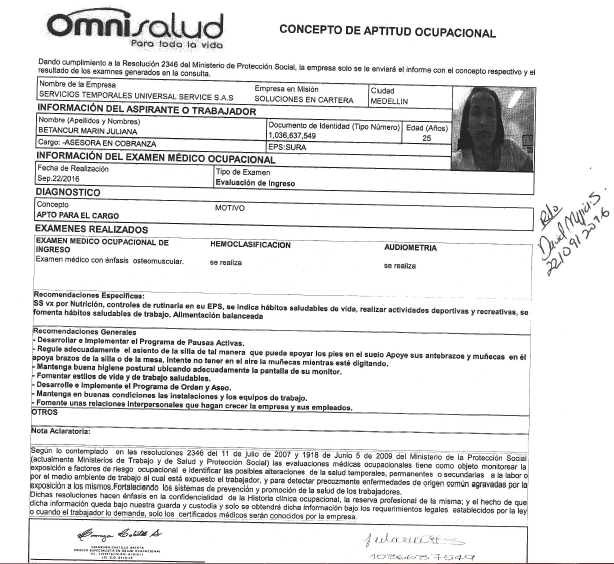 Omnisalud
Para toda la vida
CONCEPTO DE APTITUD OCUPACIONAL
Dando cumplimiento a la Resolución 2346 del Ministerio de Protección Social, la empresa solo se le enviará el informe con el concepto respectivo y el
resultado de los examnes generados en la consulta.
Nombre de la Empresa Empresa en Misión Ciudad
SERVICIOS TEMPORALES UNIVERSAL SERVICE S.A.S SOLUCIONES EN CARTERA MEDELLIN
INFORMACIÓN DEL ASPIRANTE O TRABAJADOR
Nombre (Apellidos y Nombres) Documento de Identidad (Tipo Número) Edad (Años)
BETANCUR MARIN JULIANA 1,036,637,549 25
Cargo: -ASESORA EN COBRANZA EPS:SURA
INFORMACIÓN DEL EXAMEN MÉDICO OCUPACIONAL
Fecha de Realización Tipo de Examen
Sep.22/2016 Evaluación de Ingreso
DIAGNOSTICO
Concepto MOTIVO
APTO PARA EL CARGO
EXAMENES REALIZADOS
EXAMEN MEDICO OCUPACIONAL DE INGRESO HEMOCLASIFICACION AUDIOMETRIA
Examen médico con énfasis osteomuscular. se realiza se realiza
Recomendaciones Especificas:
SS vx por Nutrición, controles de rutinaria en su EPS, se indica hábitos saludables de vida, realizar actividades deportivas y recreativas, se
fomenta hábitos saludables de trabajo. Alimentación balanceada
Recomendaciones Generales
- Desarrollar e Implementar el Programa de Pausas Activas.
- Regule adecuadamente el asiento de la silla de tal manera que pueda apoyar los pies en el suelo Apoye sus antebrazos y muñecas en él
apoya brazos de la silla o de la mesa, intente no tener en el aire la muñecas mientras esté digitando.
- Mantenga buena higiene postural ubicando adecuadamente la pantalla de su monitor.
- Fomentar estilos de vida y de trabajo saludables.
- Desarrolle e Implemente el Programa de Orden y Aseo.
- Mantenga en buenas condiciones las instalaciones y los equipos de trabajo.
- Fomente unas relaciones interpersonales que hagan crecer la empresa y sus empleados.
OTROS
Nota Aclaratoria:
Según lo contemplado en las resoluciones 2346 del 11 de julio de 2007 y 1918 de Junio 5 de 2009 del Ministerio de la Protección Social
(actualmente Ministerios de Trabajo y de Salud y Protección Social) las evaluaciones médicas ocupacionales tiene como objeto monitorear la
exposición a factores de riesgo ocupacional e identificar las posibles alteraciones de la salud temporales, permanentes o secundarias a la labor o
por el medio ambiente de trabajo al cual está expuesto el trabajador, y para detectar precozmente enfermedades de origen común agravadas por la
exposición a los mismos.Fortaleciendo los sistemas de prevención y promoción de la salud de los trabajadores.
Dichas resoluciones hacen énfasis en la confidencialidad de la Historia clínica ocupacional, la reserva profesional de la misma; y el hecho de que
dicha información queda bajo nuestra guarda y custodia y solo se obtendrá dicha información bajo los requerimientos legales establecidos por la ley
o cuando el trabajador lo demande, solo los certificados médicos serán conocidos por la empresa.
1036637549
Rdo
David
22/09/2016